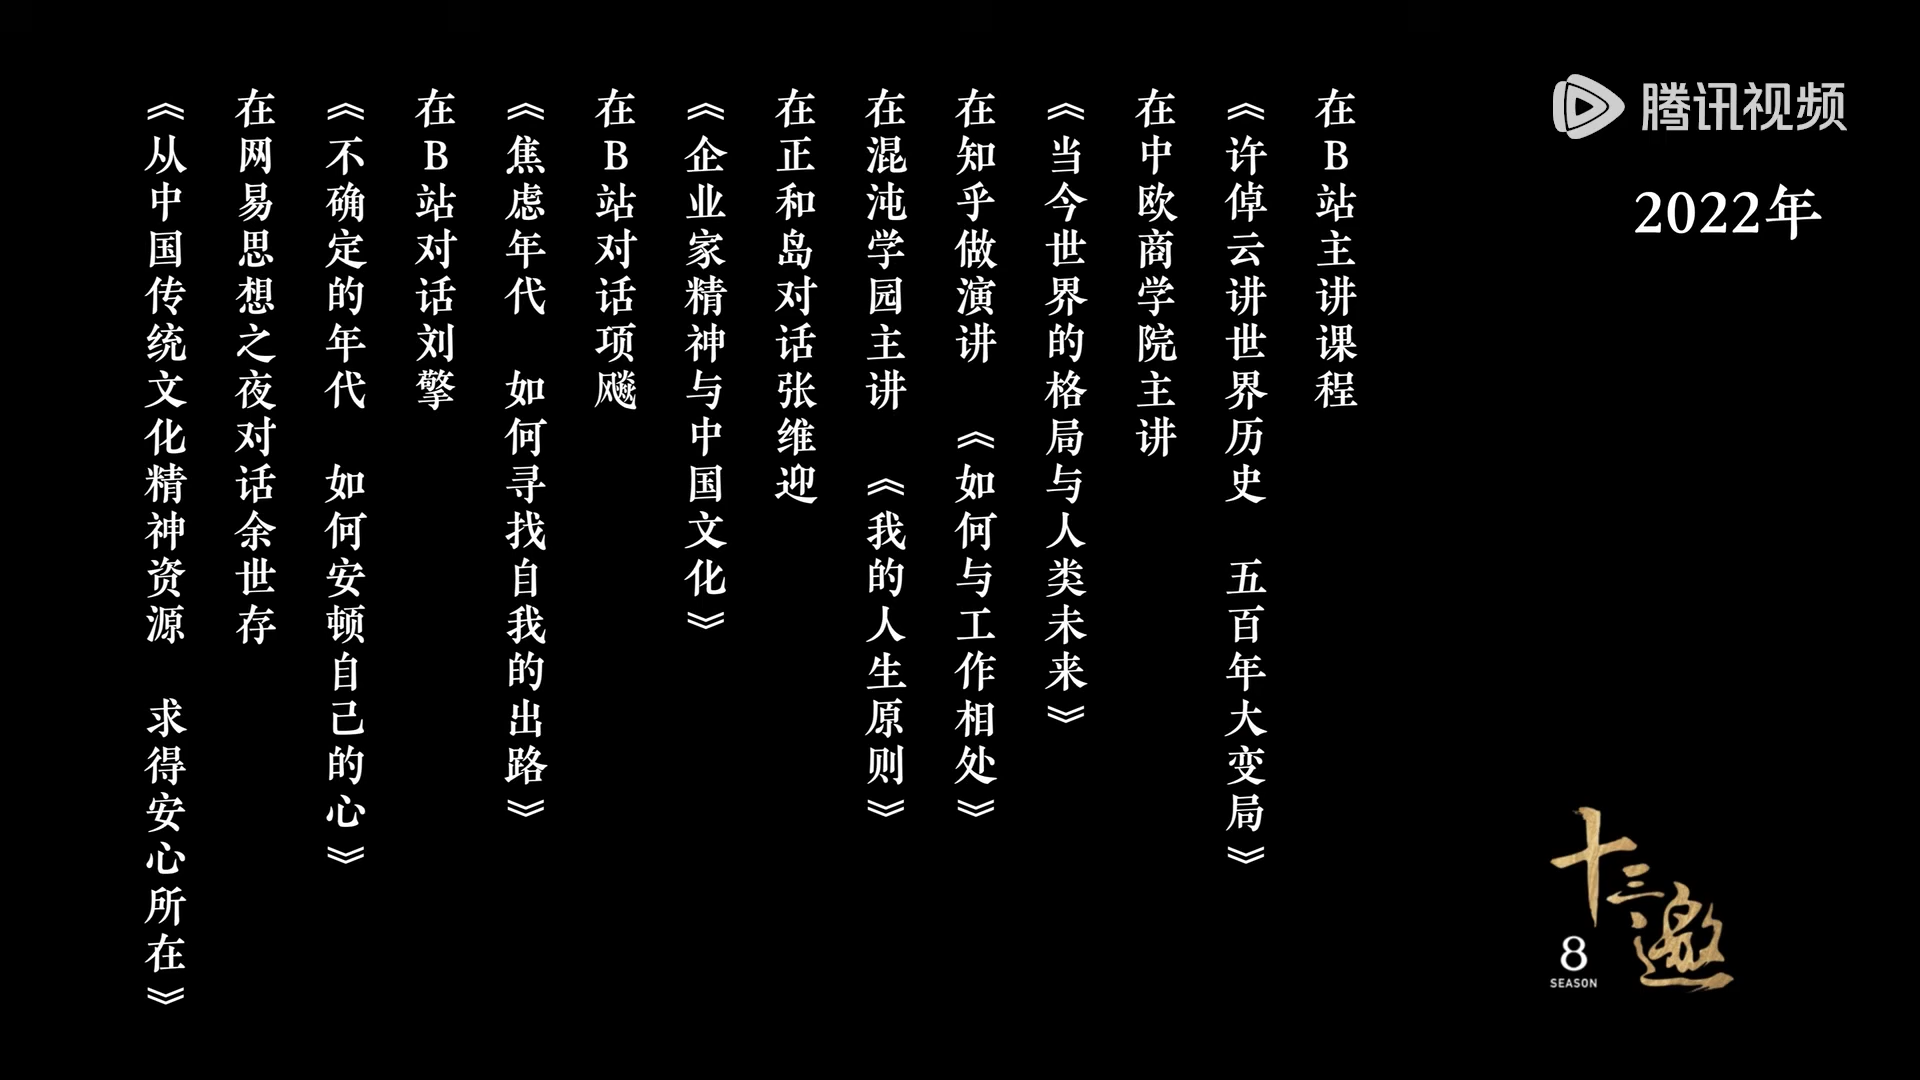 腾讯视频
2022年
在B站主讲课程
《许倬云讲世界历史 五百年大变局》
在中欧商学院主讲
《当今世界的格局与人类未来》
在知乎做演讲 《如何与工作相处》
在混沌学园主讲 《我的人生原则》
在正和岛对话张维迎
《企业家精神与中国文化》
在B站对话项飚
《焦虑年代 如何寻找自我的出路》
在B站对话刘擎
《不确定的年代 如何安顿自己的心》
在网易思想之夜对话余世存
《从中国传统文化精神资源 求得安心所在》
十三邀
8
SEASON